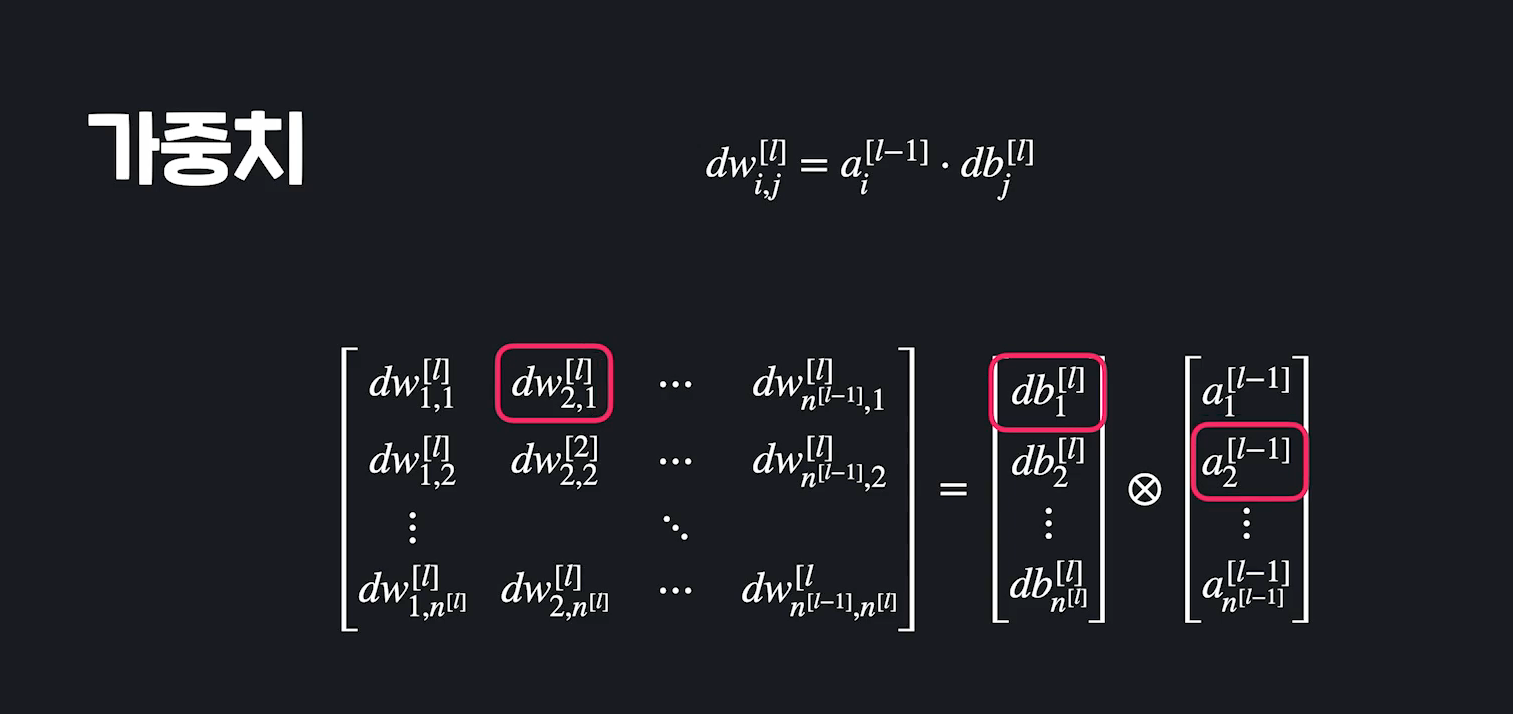 가중치
dw_{i,j}^{[l]} = a_i^{[l-1]} · db_j^{[l]}
[ dw_{1,1}^{[l]} dw_{2,1}^{[l]} ⋯ dw_{n^{[l-1]},1}^{[l]} ] [ db_1^{[l]} ] [ a_1^{[l-1]} ]
[ dw_{1,2}^{[l]} dw_{2,2}^{[2]} ⋯ dw_{n^{[l-1]},2}^{[l]} ] = [ db_2^{[l]} ] ⊗ [ a_2^{[l-1]} ]
[ ⋮ ⋱ ] [ ⋮ ] [ ⋮ ]
[ dw_{1,n^{[l]}}^{[l]} dw_{2,n^{[l]}}^{[l]} ⋯ dw_{n^{[l-1]},n^{[l]}}^{[l} ] [ db_{n^{[l]}}^{[l]} ] [ a_{n^{[l-1]}}^{[l-1]} ]